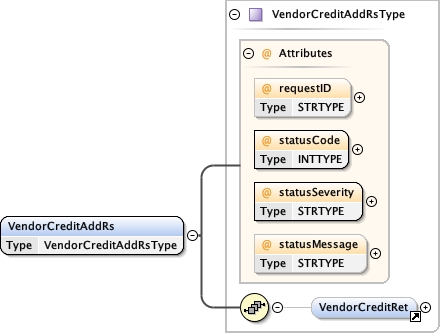 VendorCreditAddRsType
@ Attributes
@ requestID
Type STRTYPE
@ statusCode
Type INTTYPE
@ statusSeverity
Type STRTYPE
VendorCreditAddRs
Type VendorCreditAddRsType
@ statusMessage
Type STRTYPE
VendorCreditRet